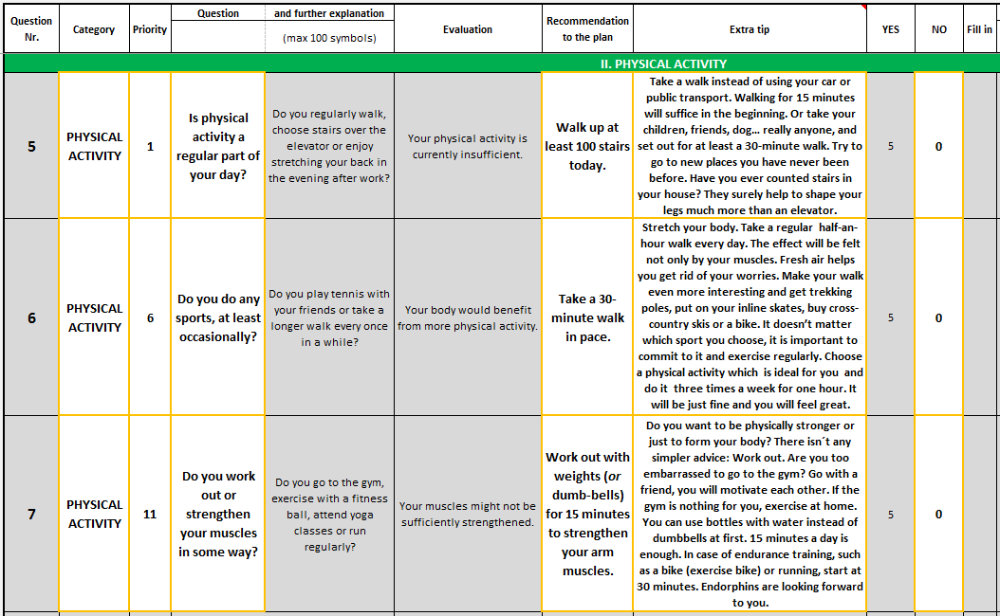 Question
Nr.
Category
Priority
Question
and further explanation
(max 100 symbols)
Evaluation
Recommendation
to the plan
Extra tip
YES
NO
Fill in
II. PHYSICAL ACTIVITY
5
PHYSICAL
ACTIVITY
1
Is physical
activity a
regular part of
your day?
Do you regularly walk,
choose stairs over the
elevator or enjoy
stretching your back in
the evening after work?
Your physical activity is
currently insufficient.
Walk up at
least 100 stairs
today.
Take a walk instead of using your car or
public transport. Walking for 15 minutes
will suffice in the beginning. Or take your
children, friends, dog... really anyone, and
set out for at least a 30-minute walk. Try to
go to new places you have never been
before. Have you ever counted stairs in
your house? They surely help to shape your
legs much more than an elevator.
5
0
6
PHYSICAL
ACTIVITY
6
Do you do any
sports, at least
occasionally?
Do you play tennis with
your friends or take a
longer walk every once
in a while?
Your body would benefit
from more physical activity.
Take a 30-
minute walk
in pace.
Stretch your body. Take a regular  half-an-
hour walk every day. The effect will be felt
not only by your muscles. Fresh air helps
you get rid of your worries. Make your walk
even more interesting and get trekking
poles, put on your inline skates, buy cross-
country skis or a bike. It doesn't matter
which sport you choose, it is important to
commit to it and exercise regularly. Choose
a physical activity which  is ideal for you  and
do it  three times a week for one hour. It
will be just fine and you will feel great.
5
0
7
PHYSICAL
ACTIVITY
11
Do you work
out or
strengthen
your muscles
in some way?
Do you go to the gym,
exercise with a fitness
ball, attend yoga
classes or run
regularly?
Your muscles might not be
sufficiently strengthened.
Work out with
weights (or
dumb-bells)
for 15 minutes
to strengthen
your arm
muscles.
Do you want to be physically stronger or
just to form your body? There isn´t any
simpler advice: Work out. Are you too
embarrassed to go to the gym? Go with a
friend, you will motivate each other. If the
gym is nothing for you, exercise at home.
You can use bottles with water instead of
dumbbells at first. 15 minutes a day is
enough. In case of endurance training, such
as a bike (exercise bike) or running, start at
30 minutes. Endorphins are looking forward
to you.
5
0